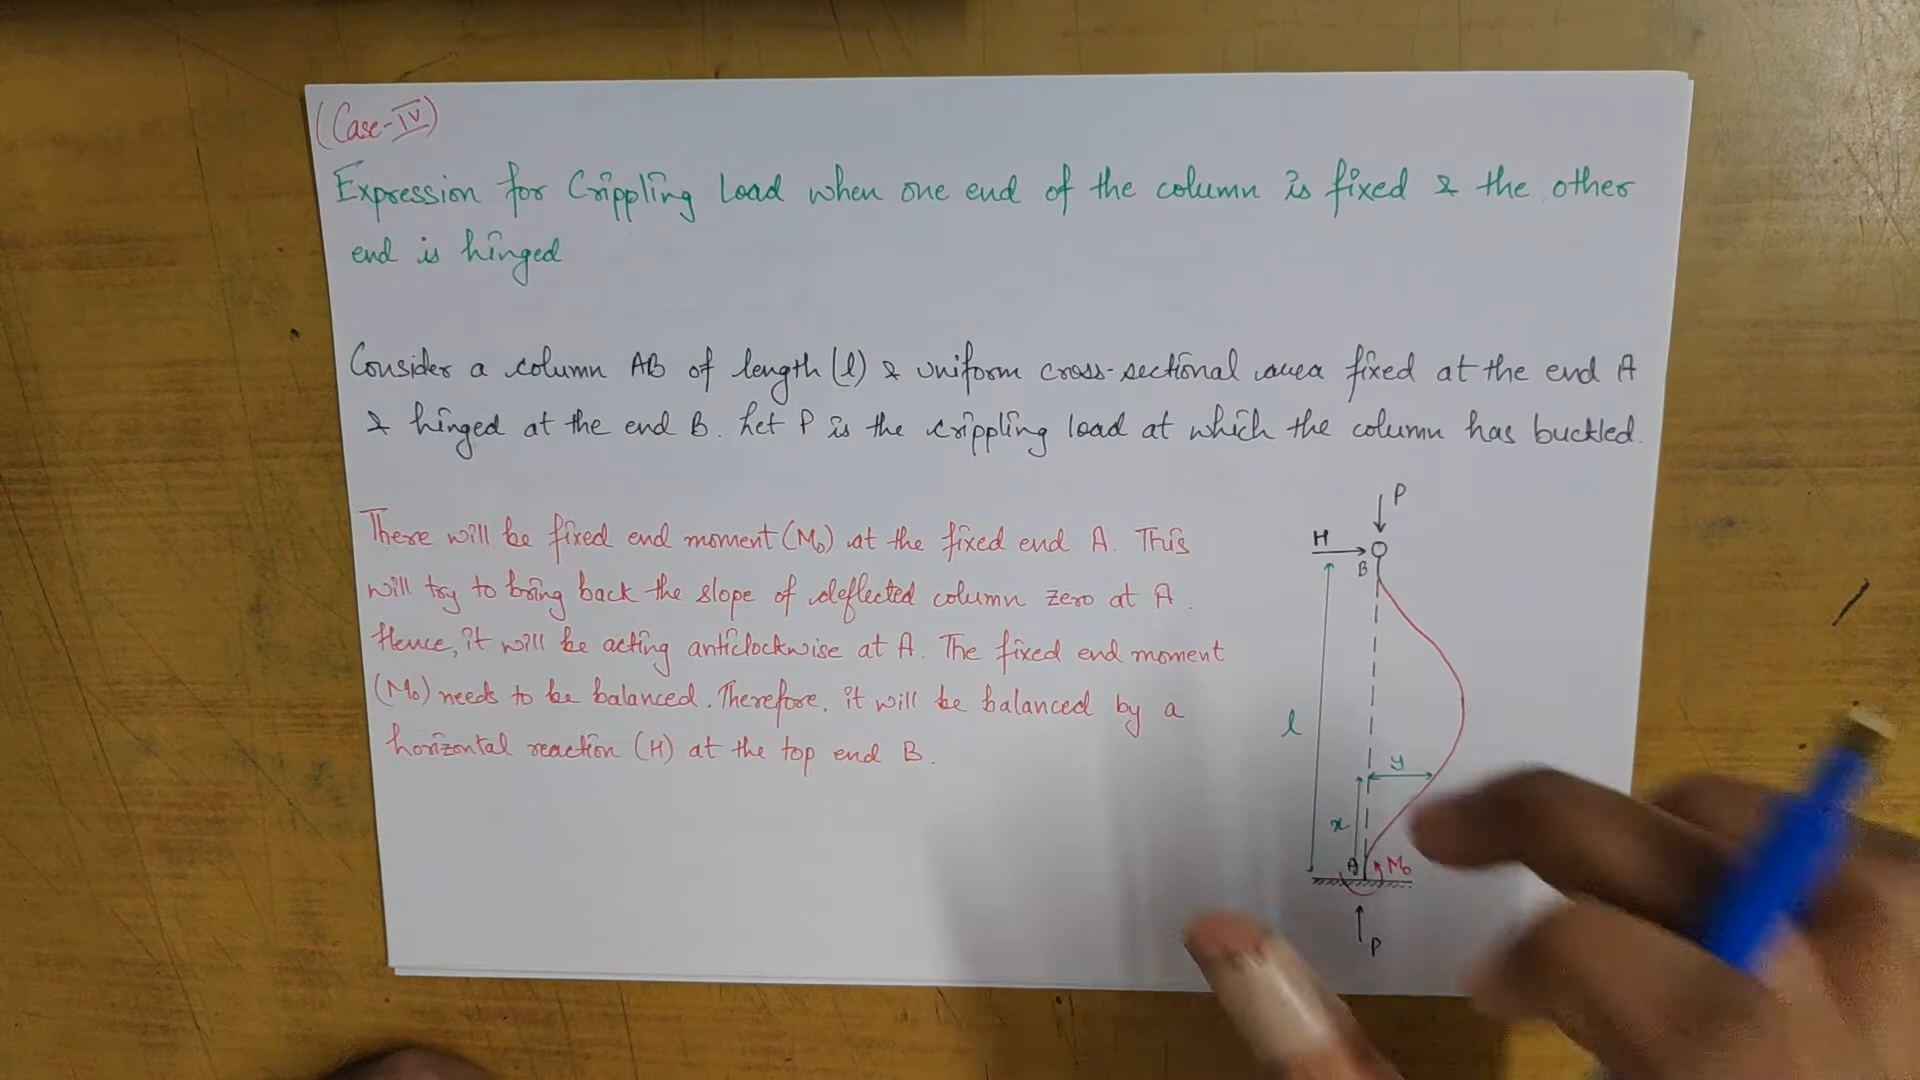 (Case-IV)
Expression for Crippling Load when one end of the column is fixed & the other
end is hinged
Consider a column AB of length (l) & uniform cross-sectional area fixed at the end A
& hinged at the end B. Let P is the crippling load at which the column has buckled.
There will be fixed end moment (M₀) at the fixed end A. This
will try to bring back the slope of deflected column zero at A.
Hence, it will be acting anticlockwise at A. The fixed end moment
(M₀) needs to be balanced. Therefore, it will be balanced by a
horizontal reaction (H) at the top end B.
P
H
B
l
y
x
A
M₀
P